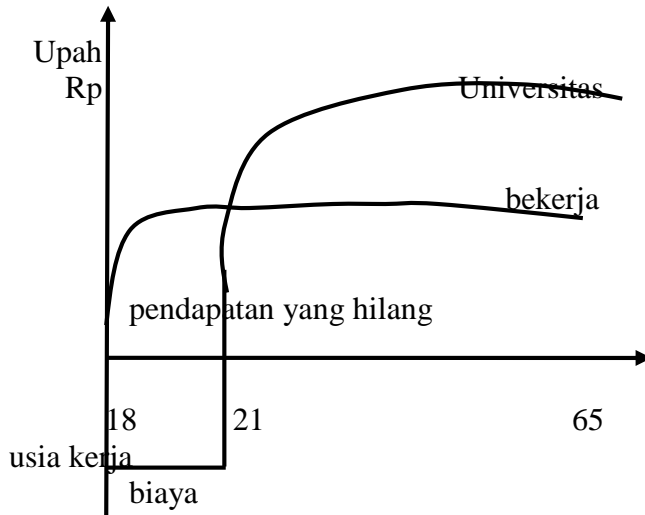 Upah
Rp
Universitas
bekerja
pendapatan yang hilang
18
21
65
usia kerja
biaya